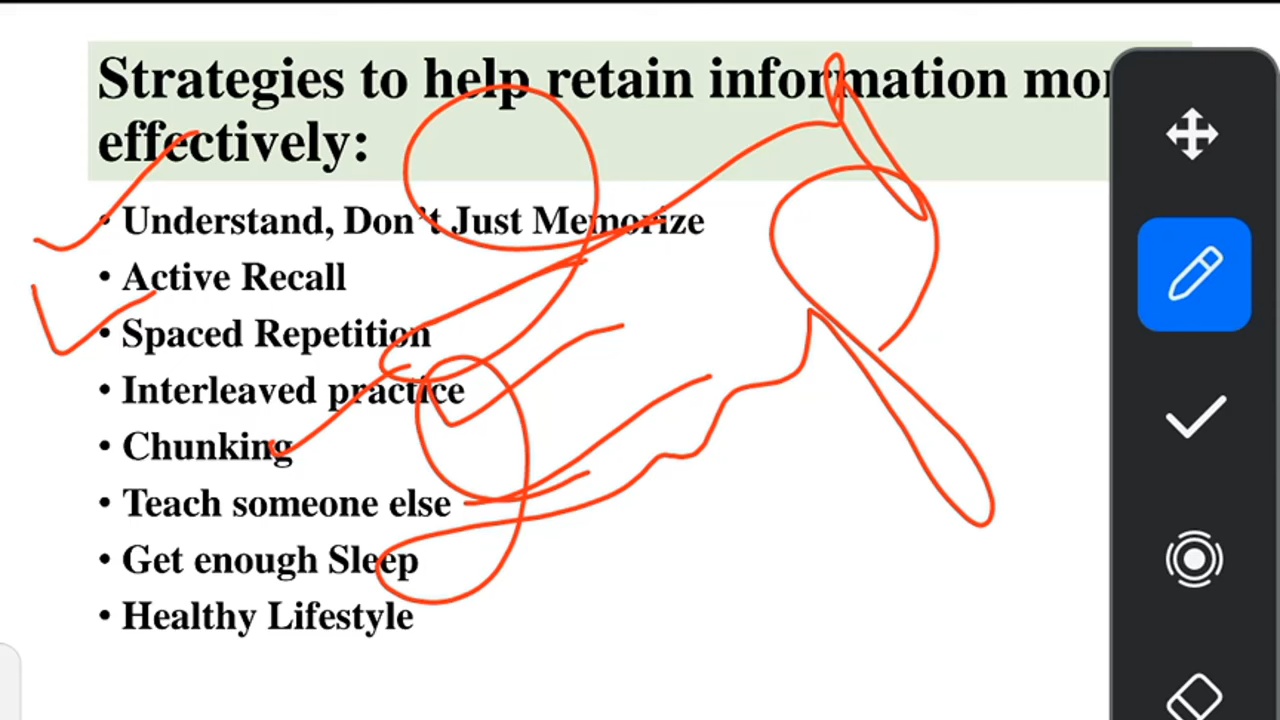 Strategies to help retain information mor
effectively:
• Understand, Don't Just Memorize
• Active Recall
• Spaced Repetition
• Interleaved practice
• Chunking
• Teach someone else
• Get enough Sleep
• Healthy Lifestyle